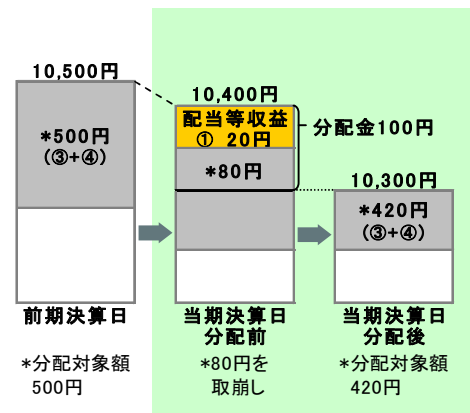 10,500円
*500円
(③+④)
前期決算日
*分配対象額
500円
10,400円
配当等収益
① 20円
*80円
分配金100円
当期決算日
分配前
*80円を
取崩し
10,300円
*420円
(③+④)
当期決算日
分配後
*分配対象額
420円